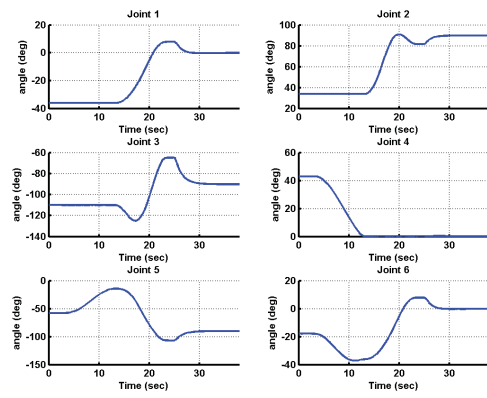 Joint 1
angle (deg)
20
0
-20
-40
0
10
20
30
Time (sec)
Joint 2
angle (deg)
100
80
60
40
20
0
10
20
30
Time (sec)
Joint 3
angle (deg)
-60
-80
-100
-120
-140
0
10
20
30
Time (sec)
Joint 4
angle (deg)
60
40
20
0
0
10
20
30
Time (sec)
Joint 5
angle (deg)
0
-50
-100
-150
0
10
20
30
Time (sec)
Joint 6
angle (deg)
20
0
-20
-40
0
10
20
30
Time (sec)